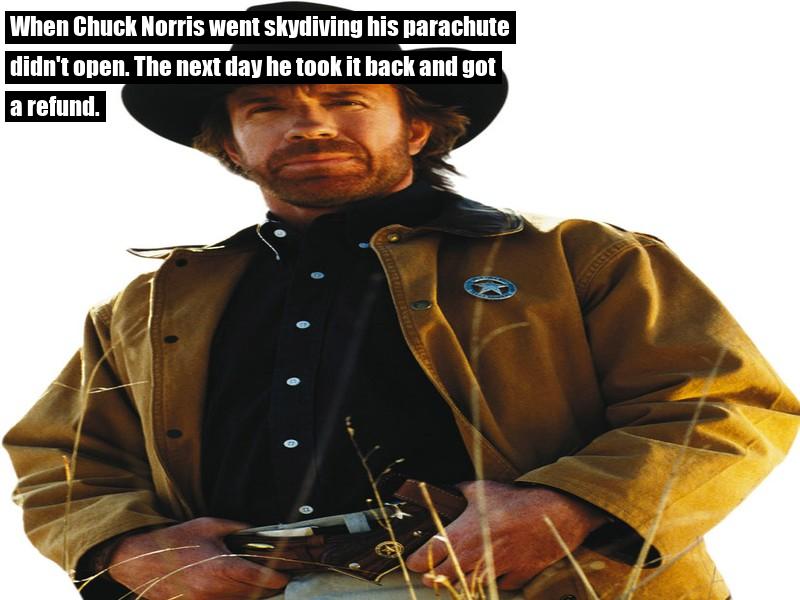 When Chuck Norris went skydiving his parachute
didn't open. The next day he took it back and got
a refund.